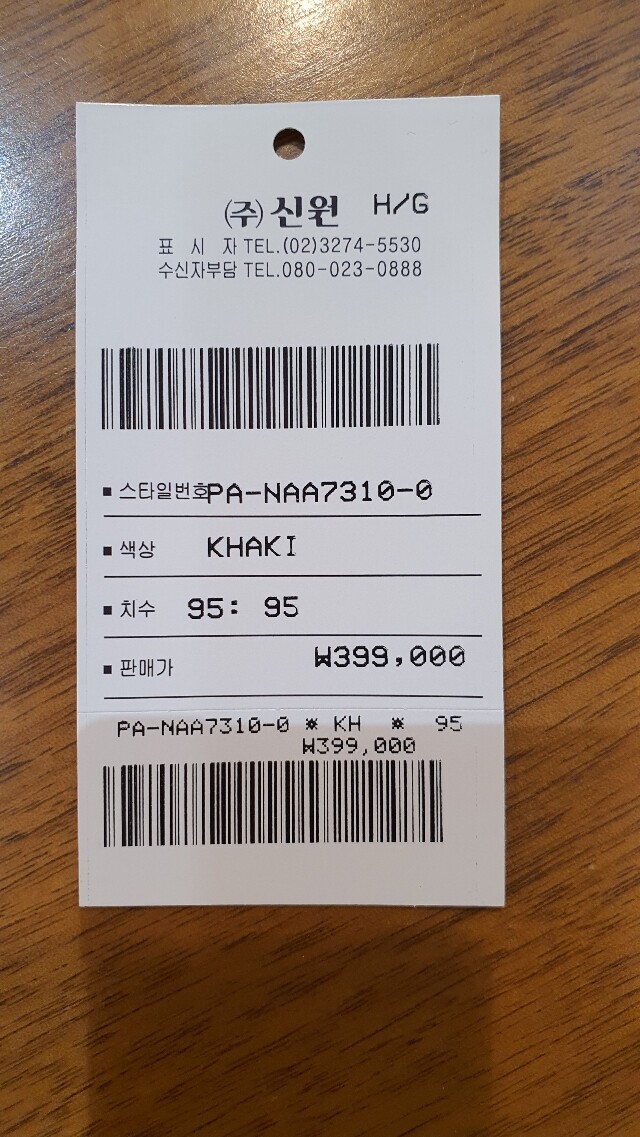 (주)신원 H/G
표 시 자 TEL.(02)3274-5530
수신자부담 TEL.080-023-0888
■ 스타일번호PA-NAA7310-0
■ 색상 KHAKI
■ 치수 95: 95
■ 판매가 ₩399,000
PA-NAA7310-0 * KH * 95
₩399,000